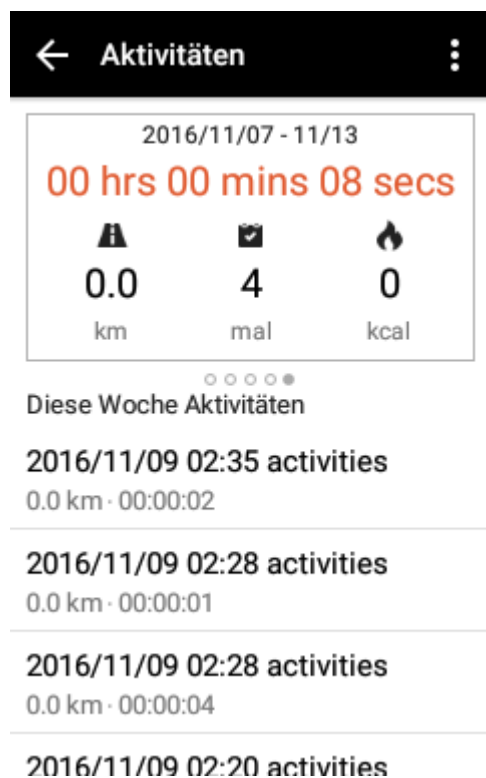 Aktivitäten
2016/11/07 - 11/13
00 hrs 00 mins 08 secs
0.0 4 0
km mal kcal
Diese Woche Aktivitäten
2016/11/09 02:35 activities
0.0 km · 00:00:02
2016/11/09 02:28 activities
0.0 km · 00:00:01
2016/11/09 02:28 activities
0.0 km · 00:00:04
2016/11/09 02:20 activities